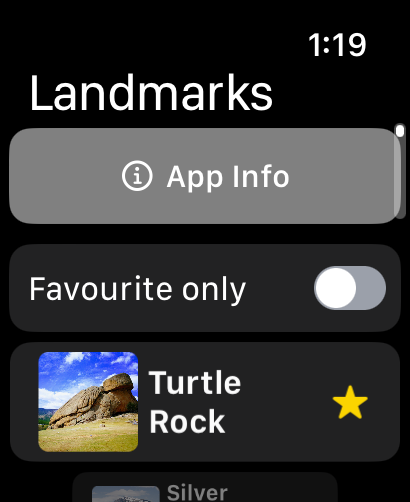 1:19
Landmarks
App Info
Favourite only
Turtle
Rock
Silver